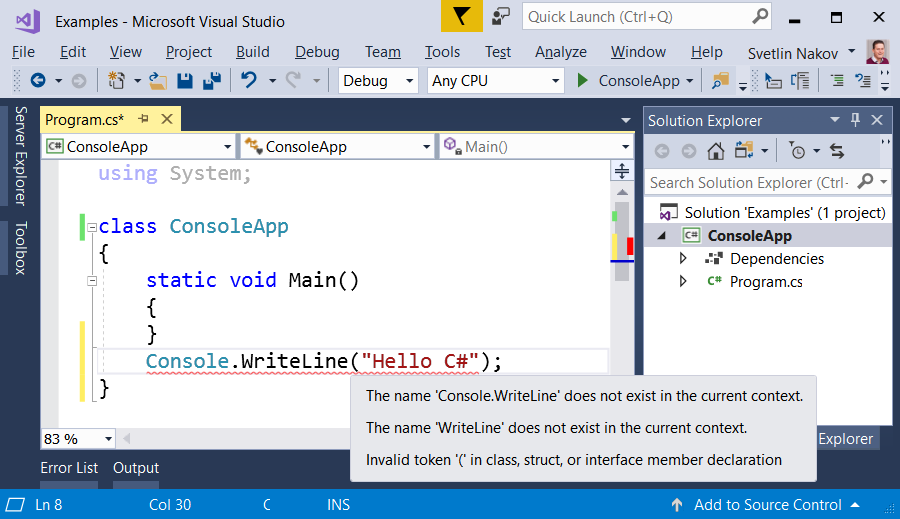 Examples - Microsoft Visual Studio
Quick Launch (Ctrl+Q)
File Edit View Project Build Debug Team Tools Test Analyze Window Help Svetlin Nakov
Debug Any CPU ConsoleApp
Server Explorer
Toolbox
Program.cs*
C# ConsoleApp ConsoleApp Main()
using System;
class ConsoleApp
{
static void Main()
{
}
Console.WriteLine("Hello C#");
}
The name 'Console.WriteLine' does not exist in the current context.
The name 'WriteLine' does not exist in the current context.
Invalid token '(' in class, struct, or interface member declaration
83 %
Solution Explorer
Search Solution Explorer (Ctrl-
Solution 'Examples' (1 project)
C# ConsoleApp
Dependencies
C# Program.cs
Explorer
Error List Output
Ln 8 Col 30 C INS Add to Source Control